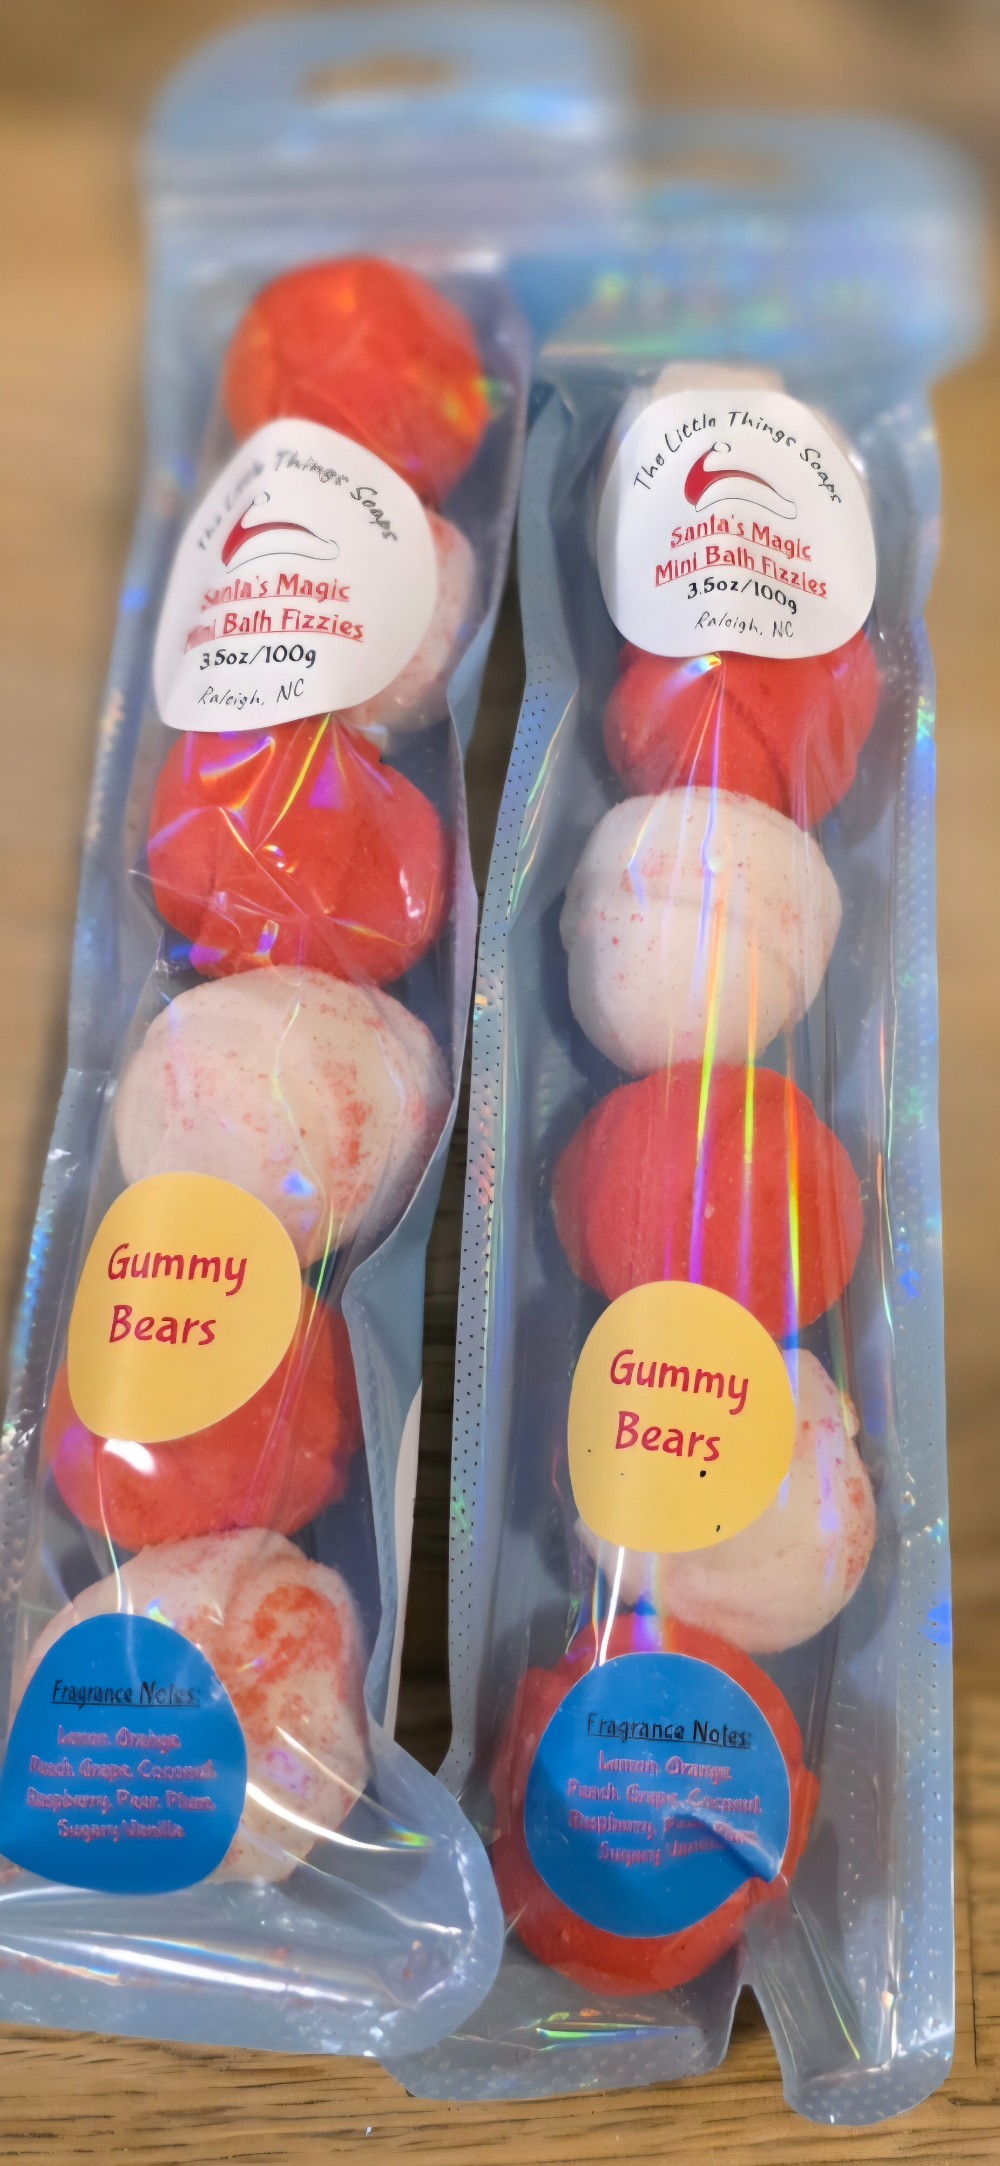 The Little Things Soaps
Santa's Magic
Mini Bath Fizzies
3.5oz/100g
Raleigh, NC
Gummy
Bears
Fragrance Notes:
Lemon, Orange,
Peach, Grape, Coconut,
Raspberry, Pear, Plum,
Sugary Vanilla
The Little Things Soaps
Santa's Magic
Mini Bath Fizzies
3.5oz/100g
Raleigh, NC
Gummy
Bears
Fragrance Notes:
Lemon, Orange,
Peach, Grape, Coconut,
Raspberry,
Sugary